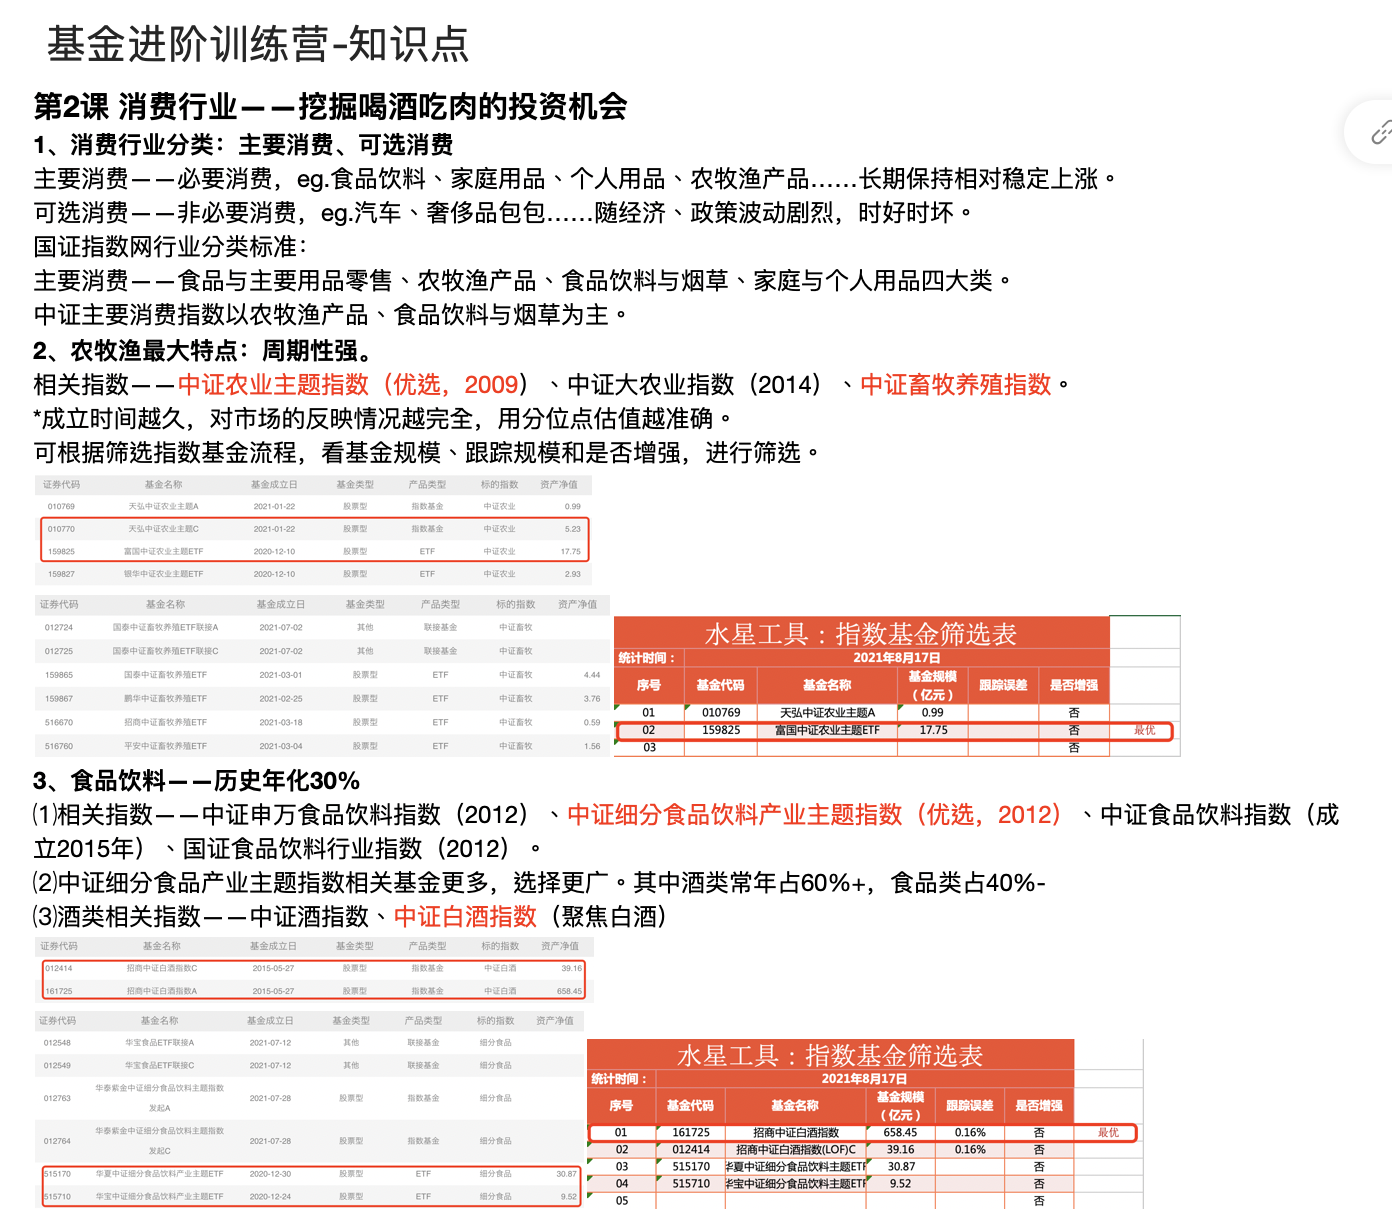 基金进阶训练营-知识点
第2课 消费行业——挖掘喝酒吃肉的投资机会
1、消费行业分类：主要消费、可选消费
主要消费——必要消费，eg.食品饮料、家庭用品、个人用品、农牧渔产品……长期保持相对稳定上涨。
可选消费——非必要消费，eg.汽车、奢侈品包包……随经济、政策波动剧烈，时好时坏。
国证指数网行业分类标准：
主要消费——食品与主要用品零售、农牧渔产品、食品饮料与烟草、家庭与个人用品四大类。
中证主要消费指数以农牧渔产品、食品饮料与烟草为主。
2、农牧渔最大特点：周期性强。
相关指数——中证农业主题指数（优选，2009）、中证大农业指数（2014）、中证畜牧养殖指数。
*成立时间越久，对市场的反映情况越完全，用分位点估值越准确。
可根据筛选指数基金流程，看基金规模、跟踪规模和是否增强，进行筛选。
证券代码 基金名称 基金成立日 基金类型 产品类型 标的指数 资产净值
010769 天弘中证农业主题A 2021-01-22 股票型 指数基金 中证农业 0.99
010770 天弘中证农业主题C 2021-01-22 股票型 指数基金 中证农业 5.23
159825 富国中证农业主题ETF 2020-12-10 股票型 ETF 中证农业 17.75
159827 银华中证农业主题ETF 2020-12-10 股票型 ETF 中证农业 2.93
证券代码 基金名称 基金成立日 基金类型 产品类型 标的指数 资产净值
012724 国泰中证畜牧养殖ETF联接A 2021-07-02 其他 联接基金 中证畜牧
012725 国泰中证畜牧养殖ETF联接C 2021-07-02 其他 联接基金 中证畜牧
159865 国泰中证畜牧养殖ETF 2021-03-01 股票型 ETF 中证畜牧 4.44
159867 鹏华中证畜牧养殖ETF 2021-02-25 股票型 ETF 中证畜牧 3.76
516670 招商中证畜牧养殖ETF 2021-03-18 股票型 ETF 中证畜牧 0.59
516760 平安中证畜牧养殖ETF 2021-03-04 股票型 ETF 中证畜牧 1.56
水星工具：指数基金筛选表
统计时间： 2021年8月17日
序号 基金代码 基金名称 基金规模（亿元） 跟踪误差 是否增强
01 010769 天弘中证农业主题A 0.99 否
02 159825 富国中证农业主题ETF 17.75 否 最优
03 否
3、食品饮料——历史年化30%
(1)相关指数——中证申万食品饮料指数（2012）、中证细分食品饮料产业主题指数（优选，2012）、中证食品饮料指数（成
立2015年）、国证食品饮料行业指数（2012）。
(2)中证细分食品产业主题指数相关基金更多，选择更广。其中酒类常年占60%+，食品类占40%-
(3)酒类相关指数——中证酒指数、中证白酒指数（聚焦白酒）
证券代码 基金名称 基金成立日 基金类型 产品类型 标的指数 资产净值
012414 招商中证白酒指数C 2015-05-27 股票型 指数基金 中证白酒 39.16
161725 招商中证白酒指数A 2015-05-27 股票型 指数基金 中证白酒 658.45
证券代码 基金名称 基金成立日 基金类型 产品类型 标的指数 资产净值
012548 华宝食品ETF联接A 2021-07-12 其他 联接基金 细分食品
012549 华宝食品ETF联接C 2021-07-12 其他 联接基金 细分食品
012763 华泰紫金中证细分食品饮料主题指数发起A 2021-07-28 股票型 指数基金 细分食品
012764 华泰紫金中证细分食品饮料主题指数发起C 2021-07-28 股票型 指数基金 细分食品
515170 华夏中证细分食品饮料产业主题ETF 2020-12-30 股票型 ETF 细分食品 30.87
515710 华宝中证细分食品饮料产业主题ETF 2020-12-24 股票型 ETF 细分食品 9.52
水星工具：指数基金筛选表
统计时间： 2021年8月17日
序号 基金代码 基金名称 基金规模（亿元） 跟踪误差 是否增强
01 161725 招商中证白酒指数 658.45 0.16% 否 最优
02 012414 招商中证白酒指数(LOF)C 39.16 0.16% 否
03 515170 华夏中证细分食品饮料主题ETF 30.87 否
04 515710 华宝中证细分食品饮料主题ETF 9.52 否
05 否